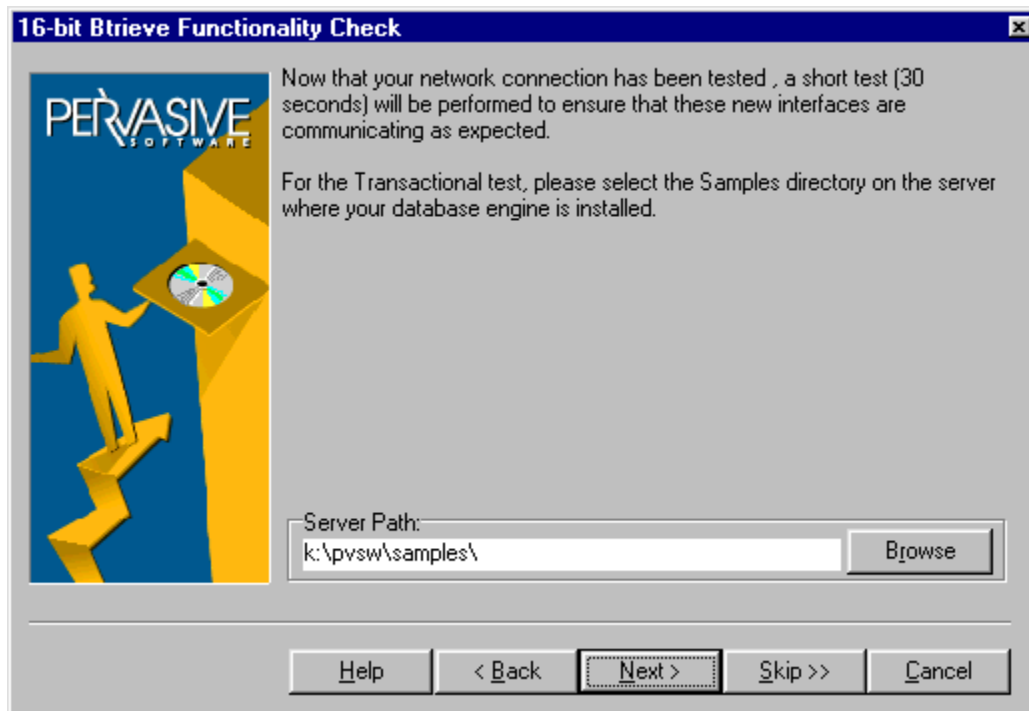 16-bit Btrieve Functionality Check
PERVASIVE
SOFTWARE
Now that your network connection has been tested , a short test (30
seconds) will be performed to ensure that these new interfaces are
communicating as expected.
For the Transactional test, please select the Samples directory on the server
where your database engine is installed.
Server Path:
k:\pvsw\samples\
Browse
Help
< Back
Next >
Skip >>
Cancel